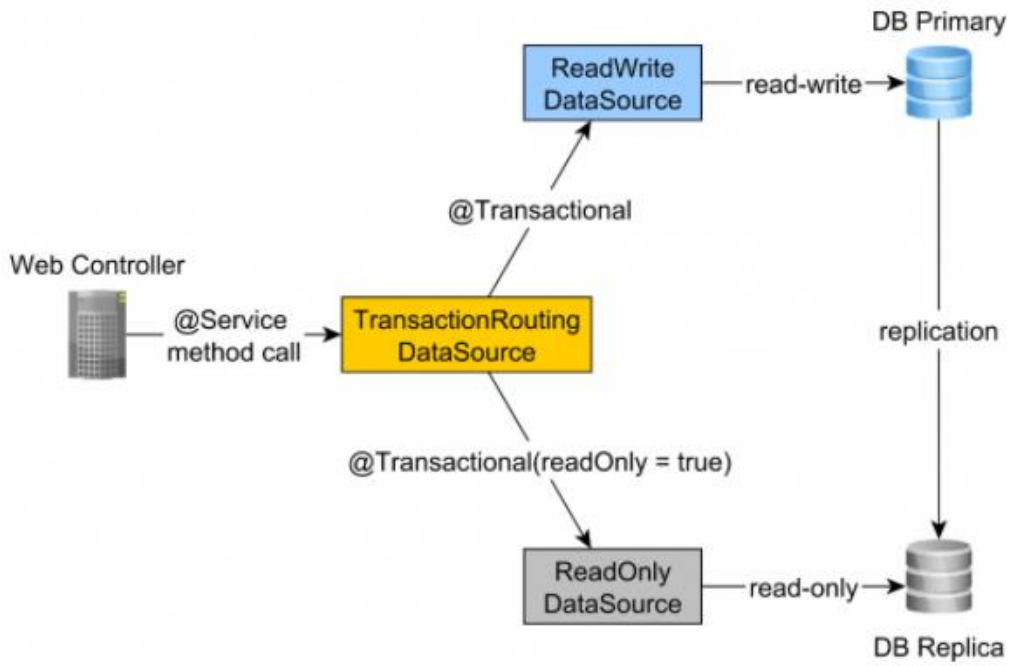 DB Primary
ReadWrite
DataSource
read-write
@Transactional
Web Controller
@Service
method call
TransactionRouting
DataSource
replication
@Transactional(readOnly = true)
ReadOnly
DataSource
read-only
DB Replica